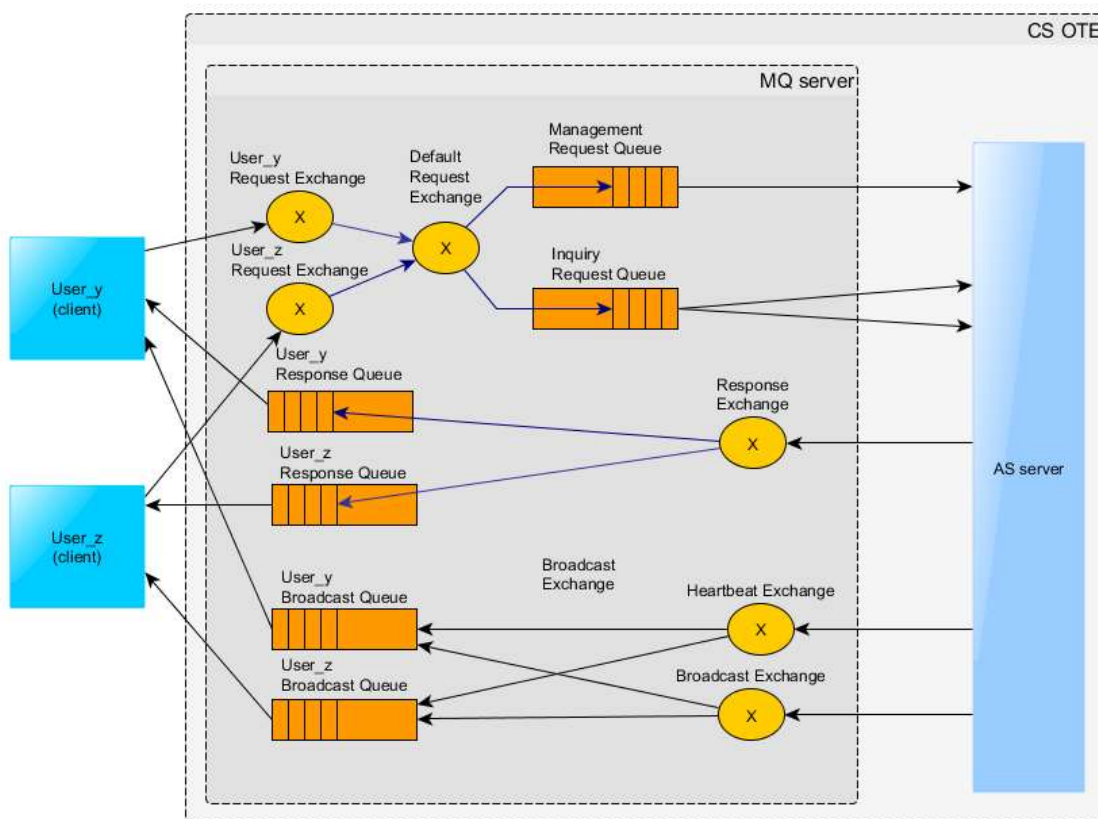 CS OTE
MQ server
Management
Request Queue
User_y
Request Exchange
Default
Request
Exchange
X
X
User_z
Request Exchange
Inquiry
Request Queue
User_y
(client)
X
User_y
Response Queue
Response
Exchange
X
User_z
Response Queue
AS server
User_z
(client)
Broadcast
Exchange
User_y
Broadcast Queue
Heartbeat Exchange
X
User_z
Broadcast Queue
Broadcast Exchange
X